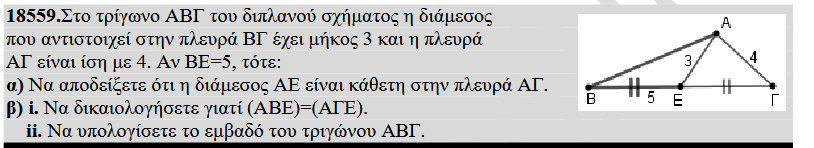 18559.Στο τρίγωνο ΑΒΓ του διπλανού σχήματος η διάμεσος
που αντιστοιχεί στην πλευρά ΒΓ έχει μήκος 3 και η πλευρά
ΑΓ είναι ίση με 4. Αν ΒΕ=5, τότε:
α) Να αποδείξετε ότι η διάμεσος ΑΕ είναι κάθετη στην πλευρά ΑΓ.
β) i. Να δικαιολογήσετε γιατί (ΑΒΕ)=(ΑΓΕ).
ii. Να υπολογίσετε το εμβαδό του τριγώνου ΑΒΓ.
Α
3 4
Β 5 Ε Γ